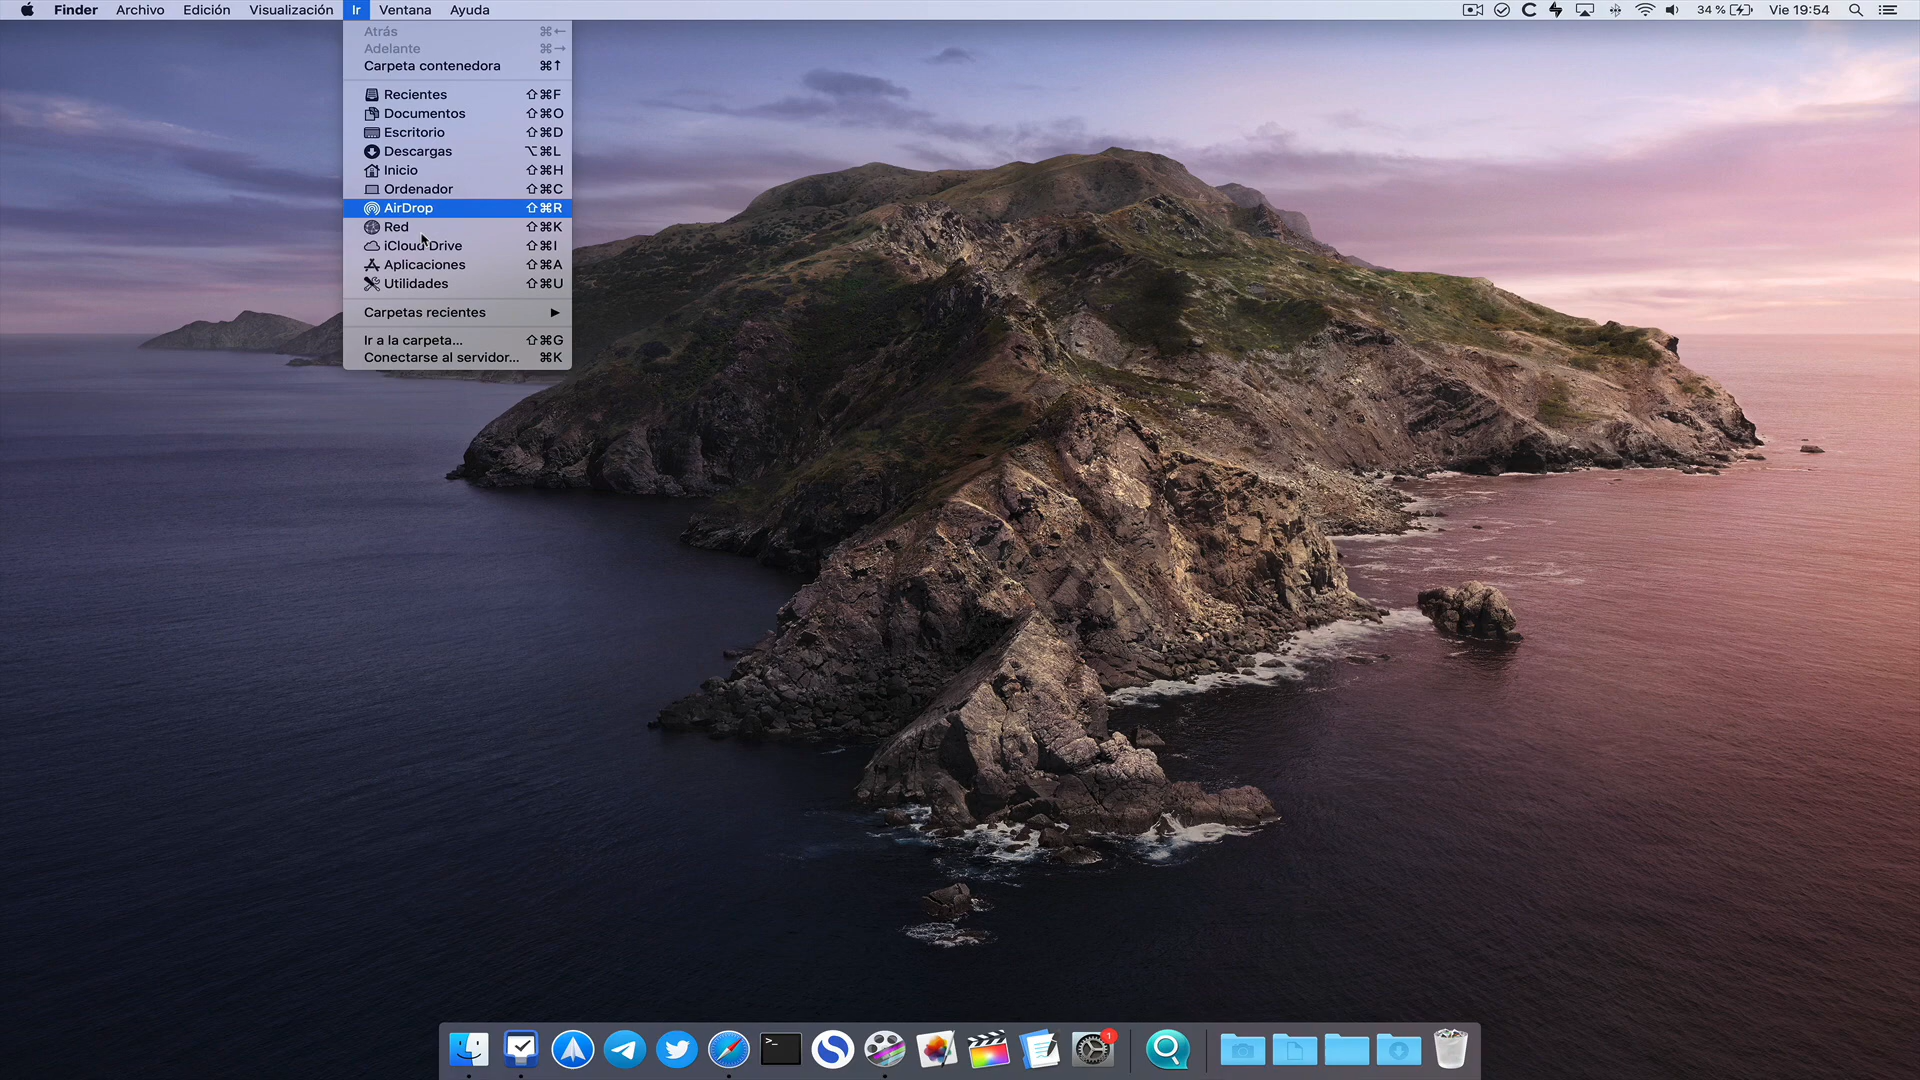 Finder Archivo Edición Visualización Ir Ventana Ayuda 34 % Vie 19:54
Atrás ⌘←
Adelante ⌘→
Carpeta contenedora ⌘↑
Recientes ⇧⌘F
Documentos ⇧⌘O
Escritorio ⇧⌘D
Descargas ⌥⌘L
Inicio ⇧⌘H
Ordenador ⇧⌘C
AirDrop ⇧⌘R
Red ⇧⌘K
iCloud Drive ⇧⌘I
Aplicaciones ⇧⌘A
Utilidades ⇧⌘U
Carpetas recientes ▶
Ir a la carpeta... ⇧⌘G
Conectarse al servidor... ⌘K
>_
1